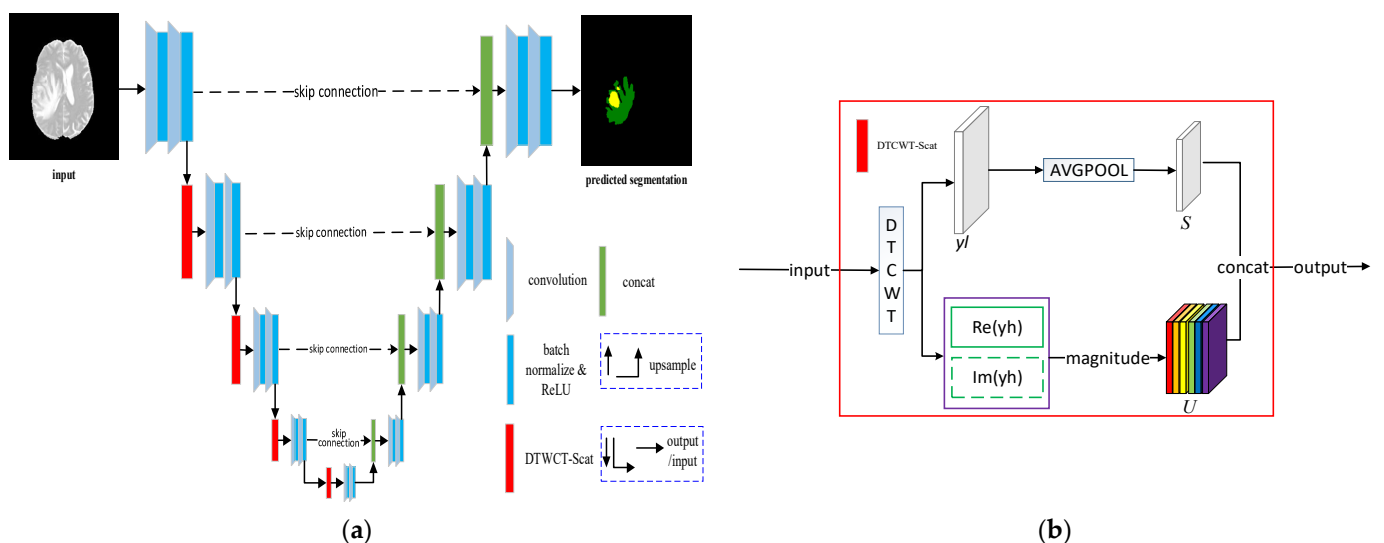 skip connection
input
predicted segmentation
skip connection
convolution
concat
skip connection
batch
normalize &
ReLU
upsample
skip
connection
DTWCT-Scat
output
/input
(a)
DTCWT-Scat
yl
AVGPOOL
S
D
T
C
W
T
input
concat
output
Re(yh)
Im(yh)
magnitude
U
(b)